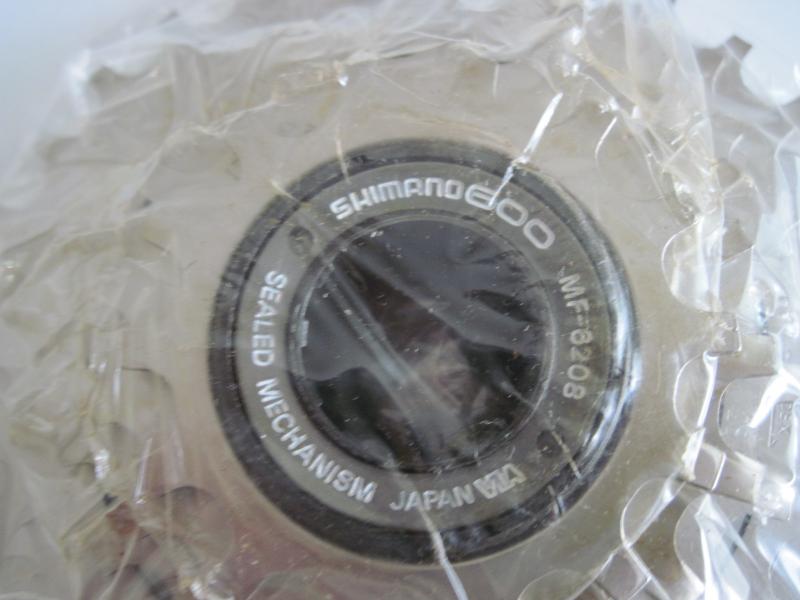 SHIMANO 600
MF-6208
SEALED MECHANISM JAPAN